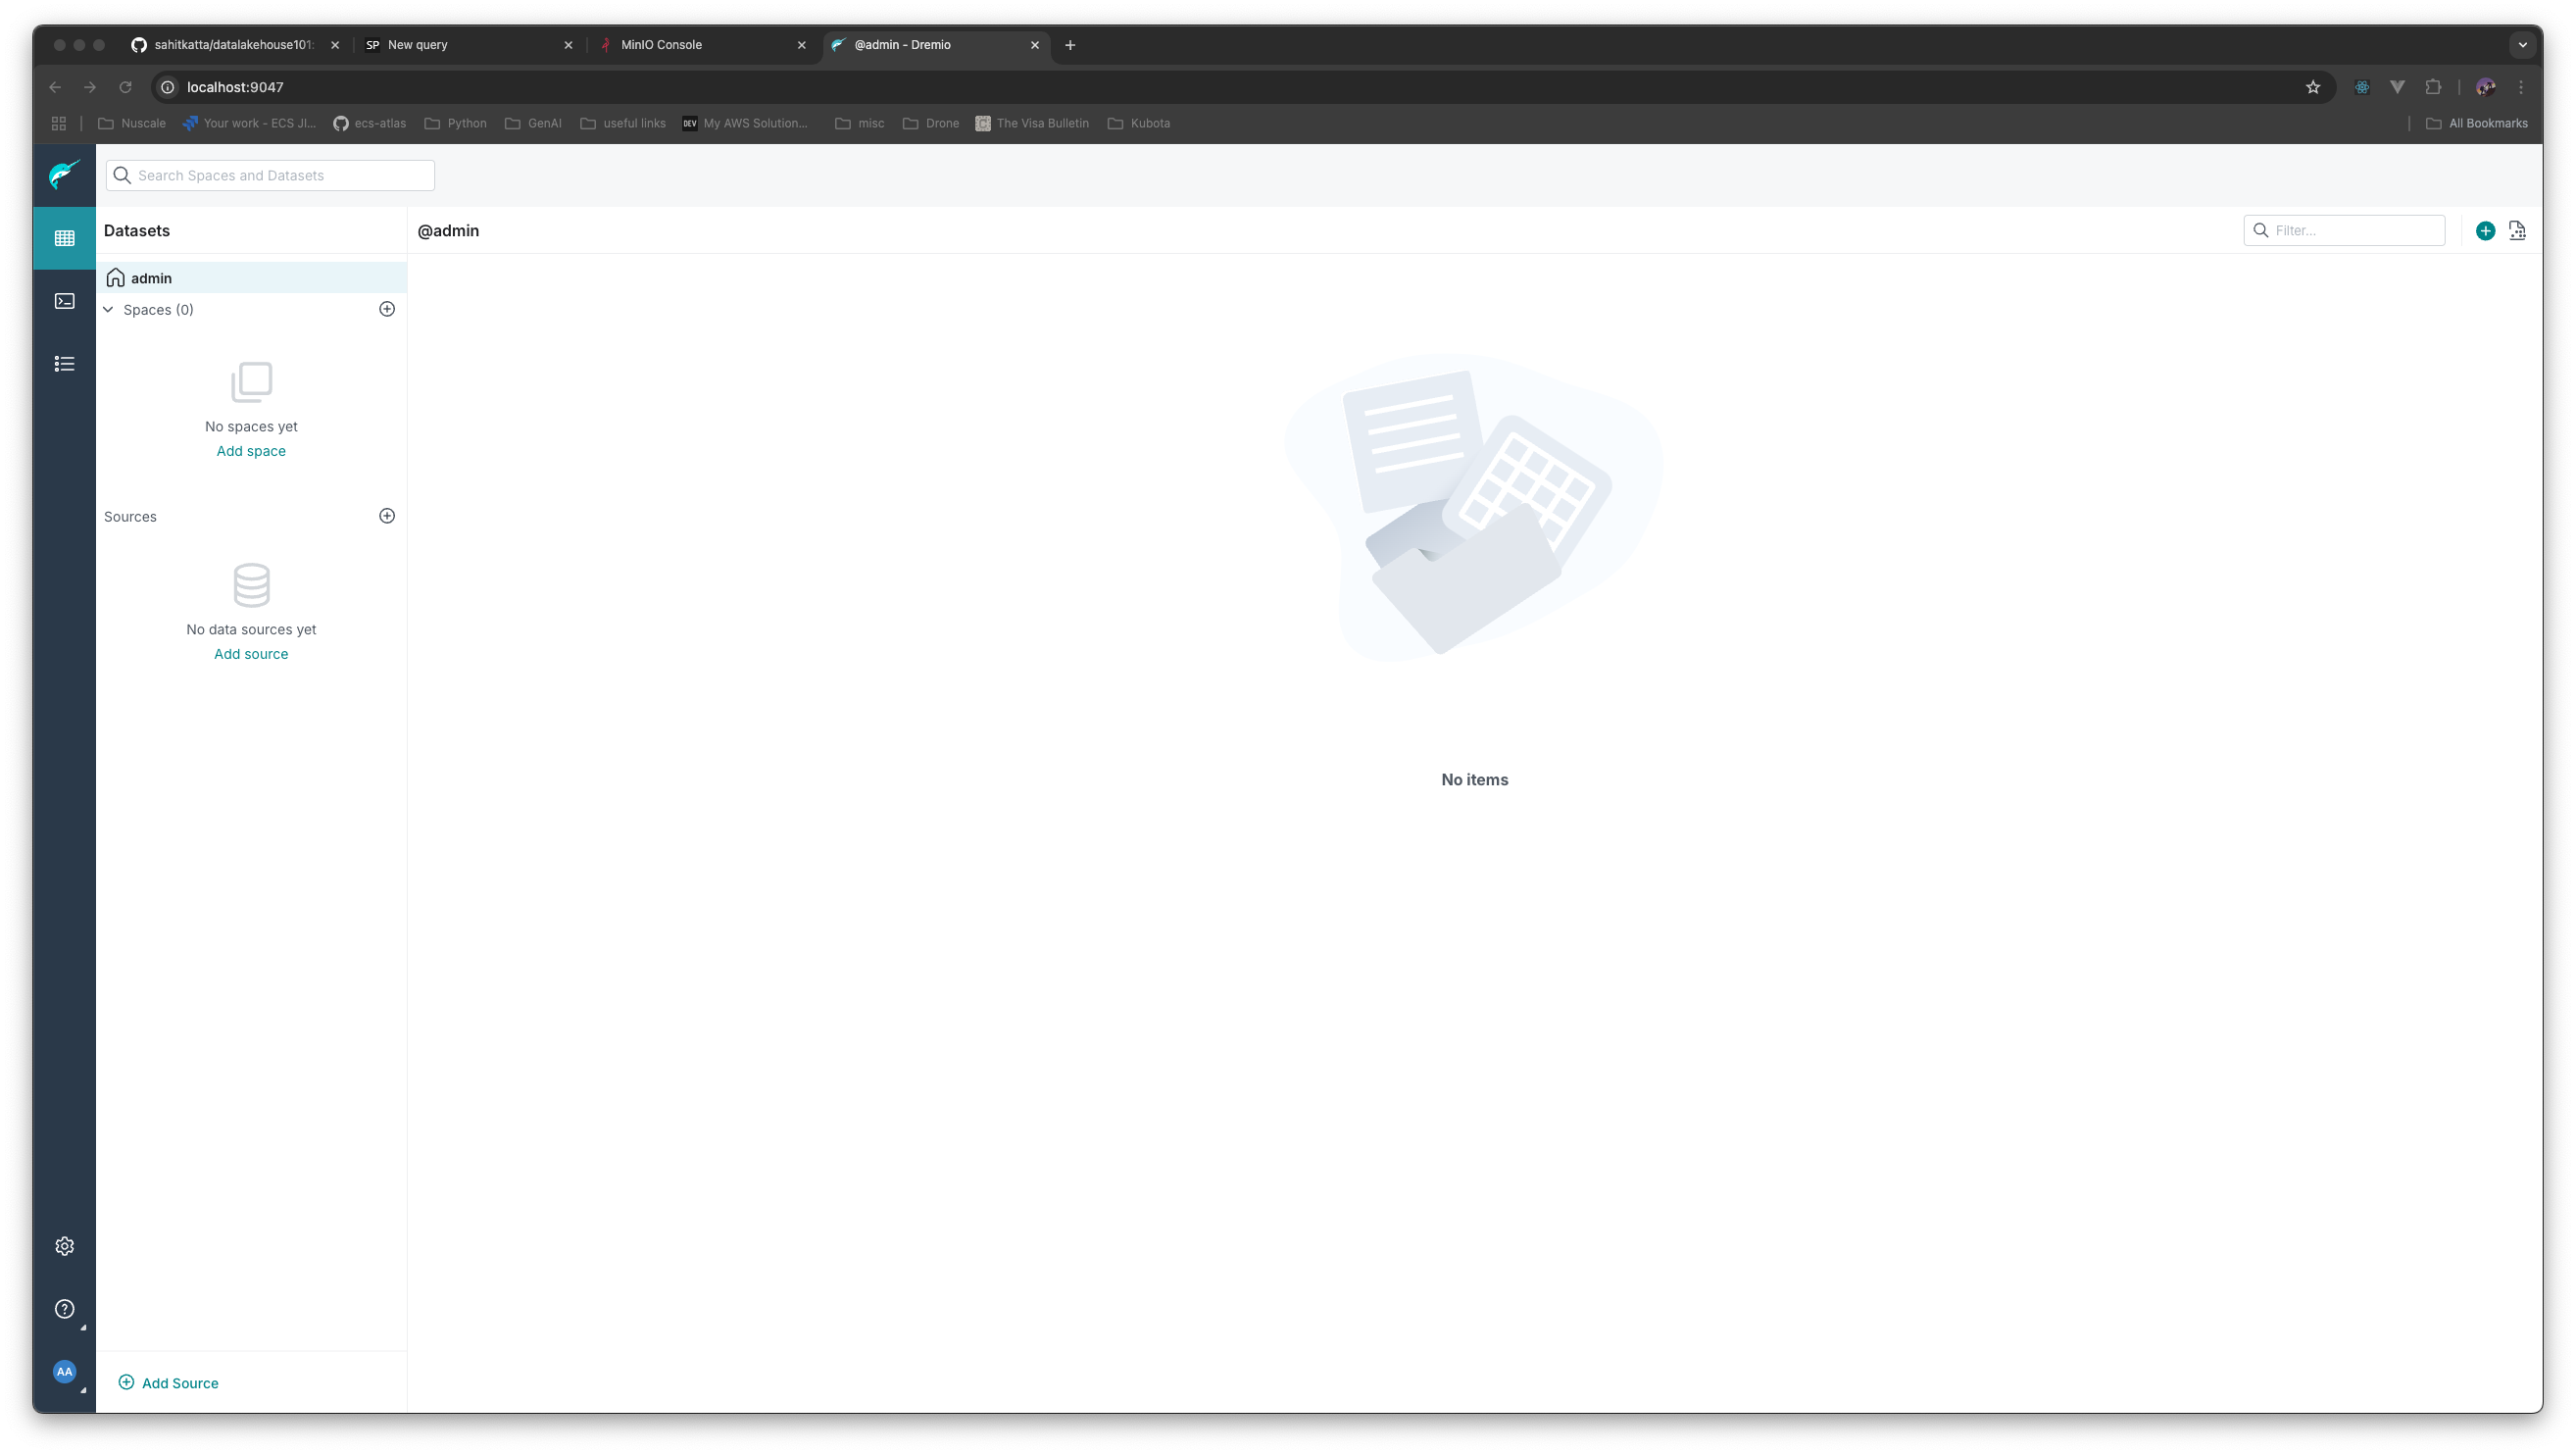 sahitkatta/datalakehouse101: SP New query MinIO Console @admin - Dremio
localhost:9047
Nuscale Your work - ECS JI... ecs-atlas Python GenAI useful links DEV My AWS Solution... misc Drone The Visa Bulletin Kubota All Bookmarks
Search Spaces and Datasets
Datasets
@admin
Filter...
admin
Spaces (0)
No spaces yet
Add space
Sources
No data sources yet
Add source
No items
AA
Add Source